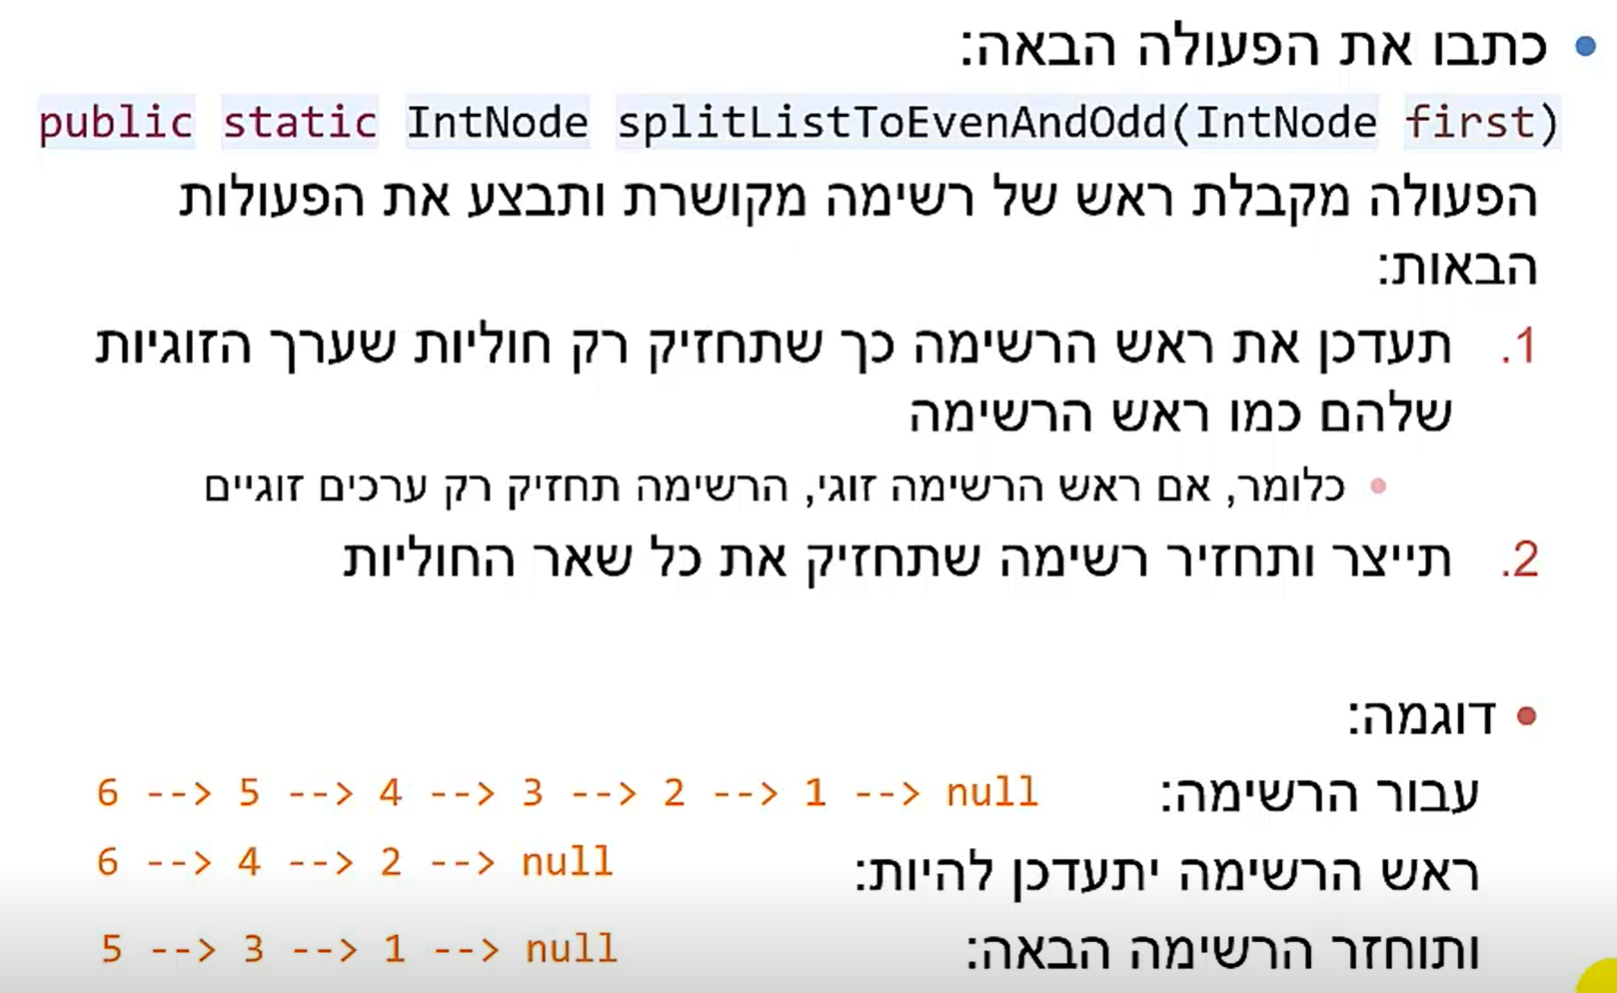 • כתבו את הפעולה הבאה:
public static IntNode splitListToEvenAndOdd(IntNode first)
הפעולה מקבלת ראש של רשימה מקושרת ותבצע את הפעולות
הבאות:
1. תעדכן את ראש הרשימה כך שתחזיק רק חוליות שערך הזוגיות
שלהם כמו ראש הרשימה
• כלומר, אם ראש הרשימה זוגי, הרשימה תחזיק רק ערכים זוגיים
2. תייצר ותחזיר רשימה שתחזיק את כל שאר החוליות
• דוגמה:
עבור הרשימה: 6 --> 5 --> 4 --> 3 --> 2 --> 1 --> null
ראש הרשימה יתעדכן להיות: 6 --> 4 --> 2 --> null
ותוחזר הרשימה הבאה: 5 --> 3 --> 1 --> null